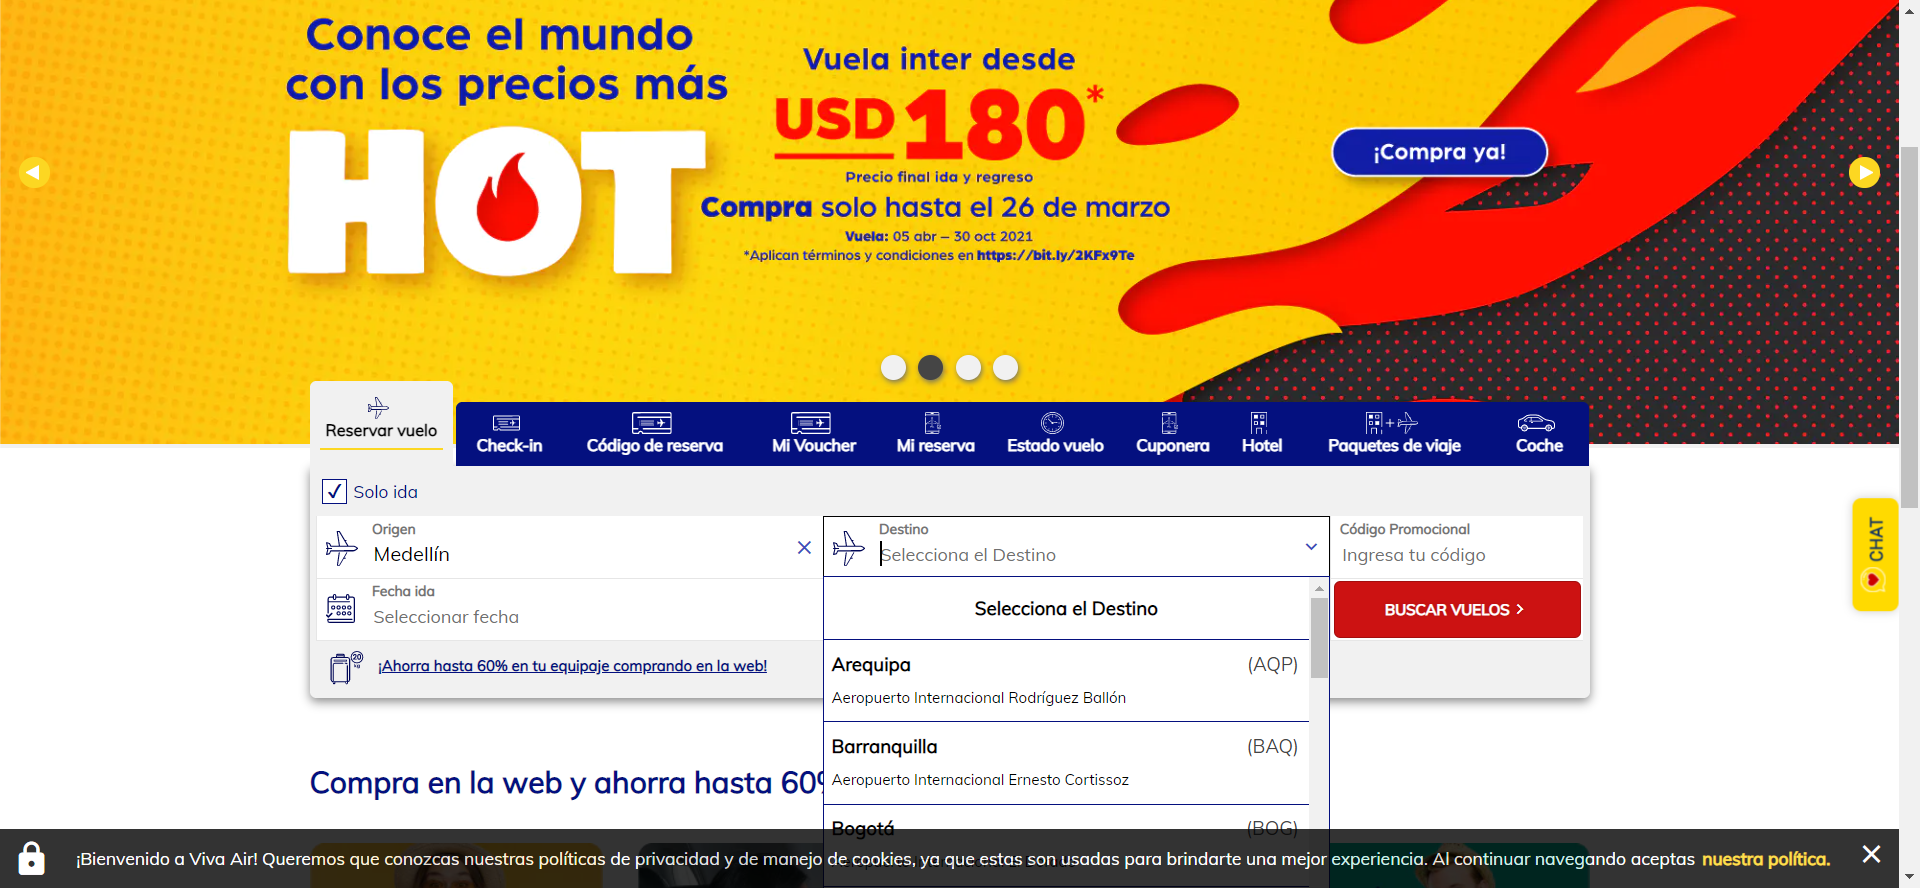 Conoce el mundo
con los precios más
HOT
Vuela inter desde
USD 180*
Precio final ida y regreso
Compra solo hasta el 26 de marzo
Vuela: 05 abr – 30 oct 2021
*Aplican términos y condiciones en https://bit.ly/2KFx9Te
¡Compra ya!
Reservar vuelo
Check-in
Código de reserva
Mi Voucher
Mi reserva
Estado vuelo
Cuponera
Hotel
Paquetes de viaje
Coche
Solo ida
Origen
Medellín
Destino
Selecciona el Destino
Código Promocional
Ingresa tu código
Fecha ida
Seleccionar fecha
BUSCAR VUELOS
20 kg
¡Ahorra hasta 60% en tu equipaje comprando en la web!
Selecciona el Destino
Arequipa (AQP)
Aeropuerto Internacional Rodríguez Ballón
Barranquilla (BAQ)
Aeropuerto Internacional Ernesto Cortissoz
Bogotá (BOG)
CHAT
Compra en la web y ahorra hasta 60%
¡Bienvenido a Viva Air! Queremos que conozcas nuestras políticas de privacidad y de manejo de cookies, ya que estas son usadas para brindarte una mejor experiencia. Al continuar navegando aceptas nuestra política.